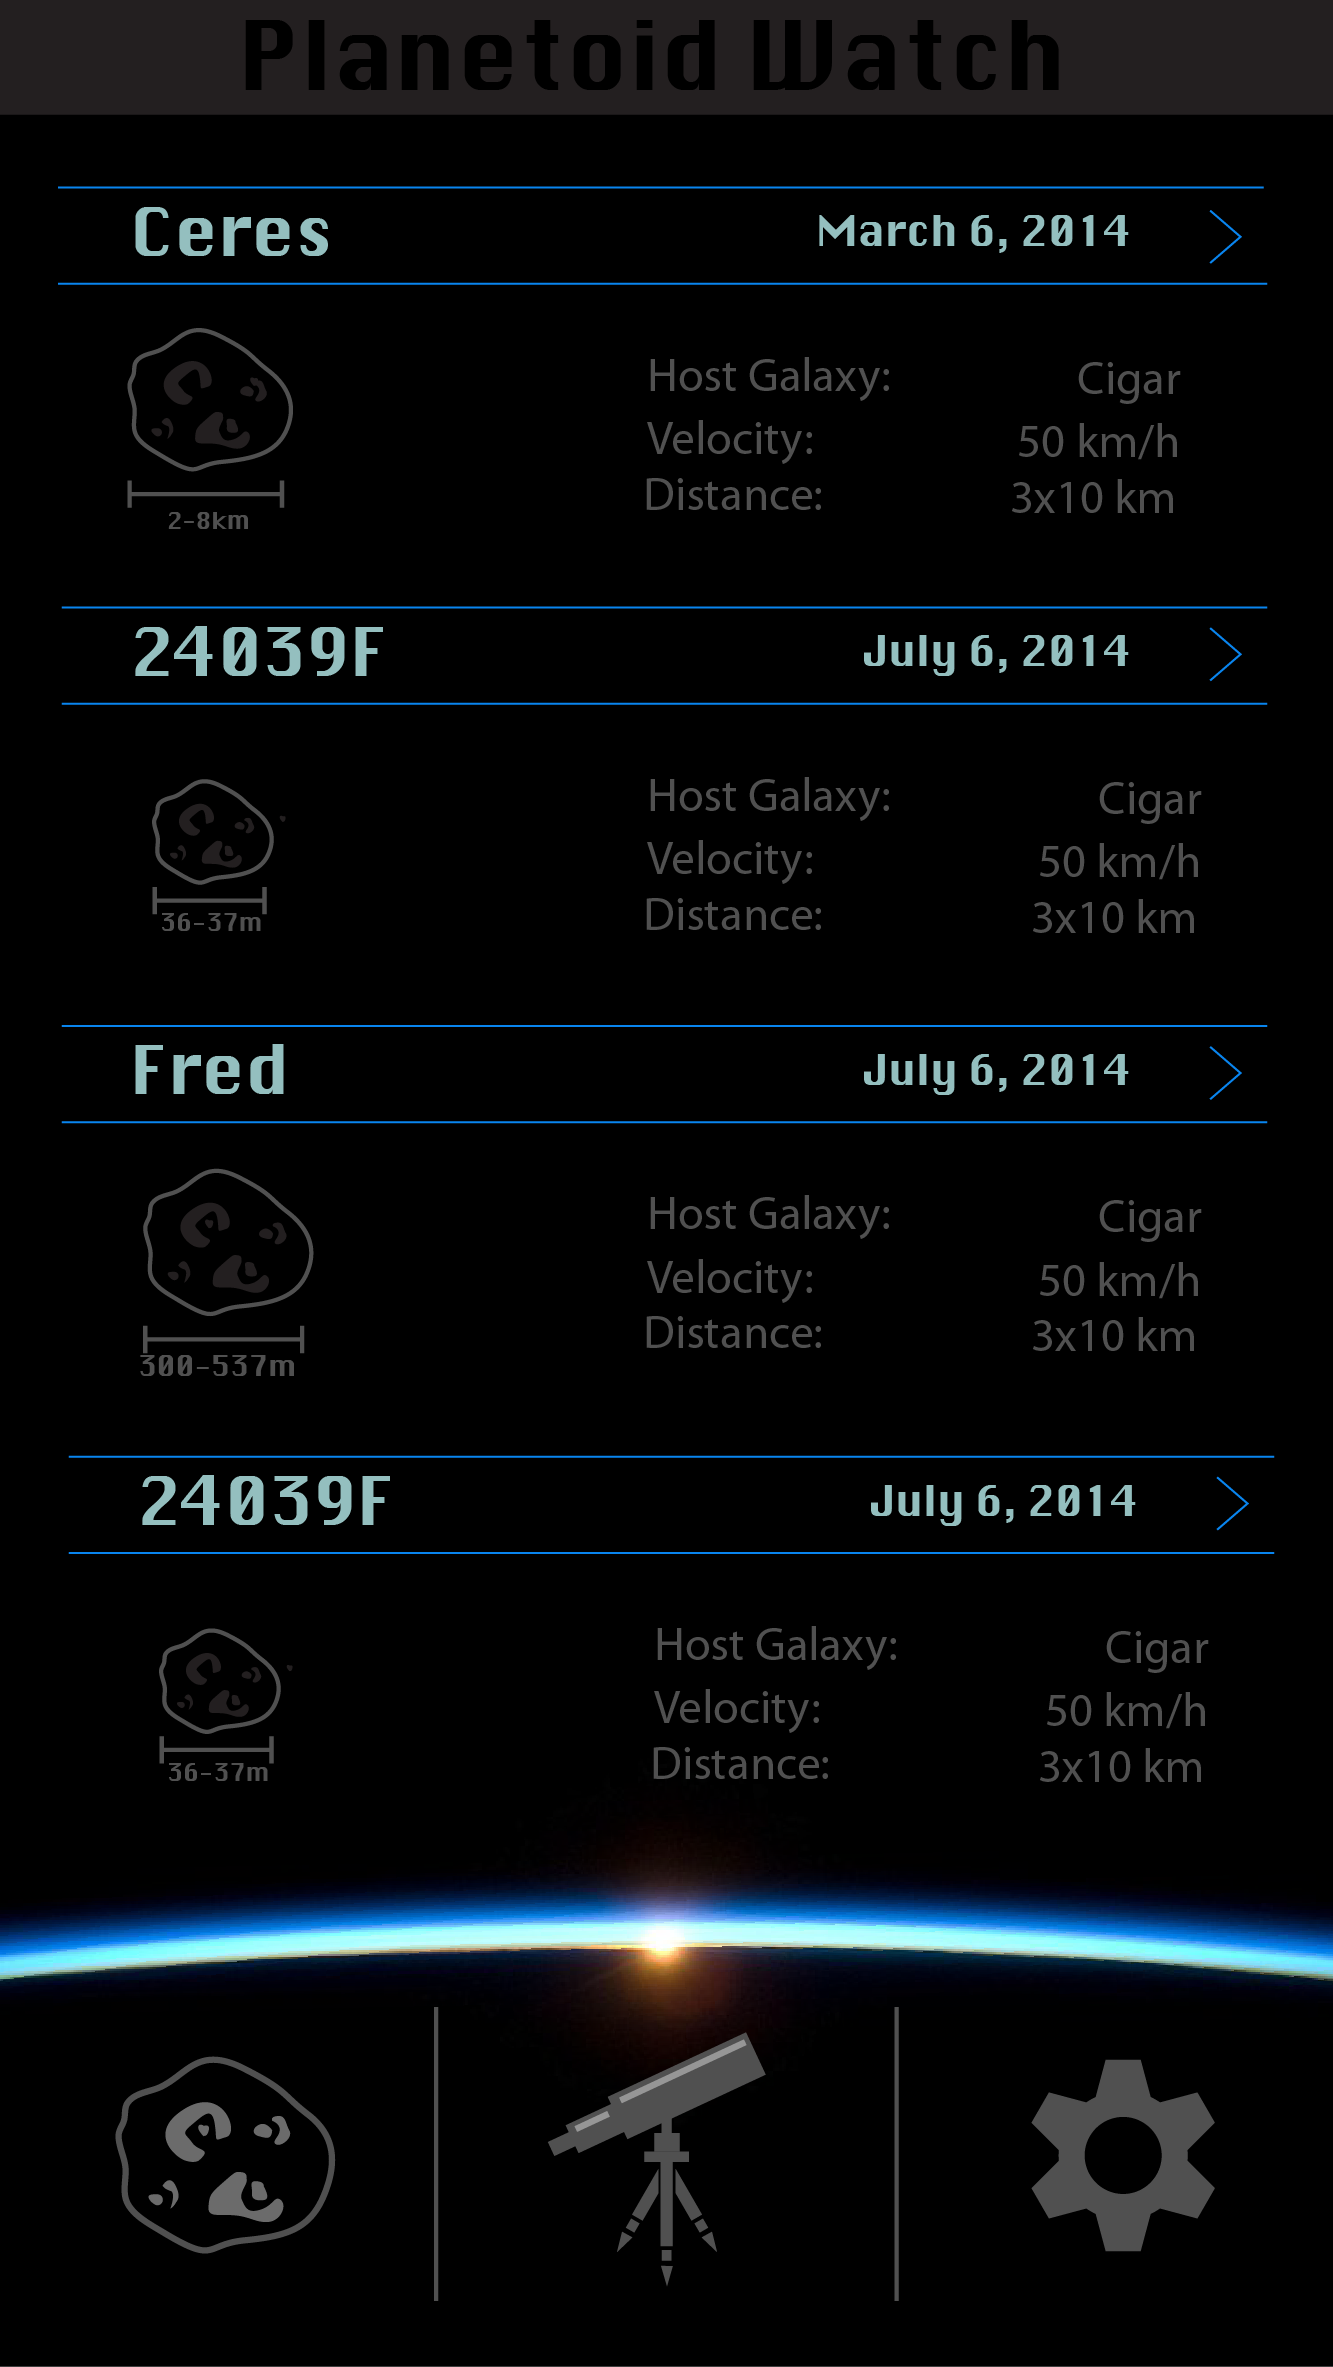 Planetoid Watch
Ceres March 6, 2014
Host Galaxy: Cigar
Velocity: 50 km/h
Distance: 3x10 km
2-8km
24039F July 6, 2014
Host Galaxy: Cigar
Velocity: 50 km/h
Distance: 3x10 km
36-37m
Fred July 6, 2014
Host Galaxy: Cigar
Velocity: 50 km/h
Distance: 3x10 km
300-537m
24039F July 6, 2014
Host Galaxy: Cigar
Velocity: 50 km/h
Distance: 3x10 km
36-37m